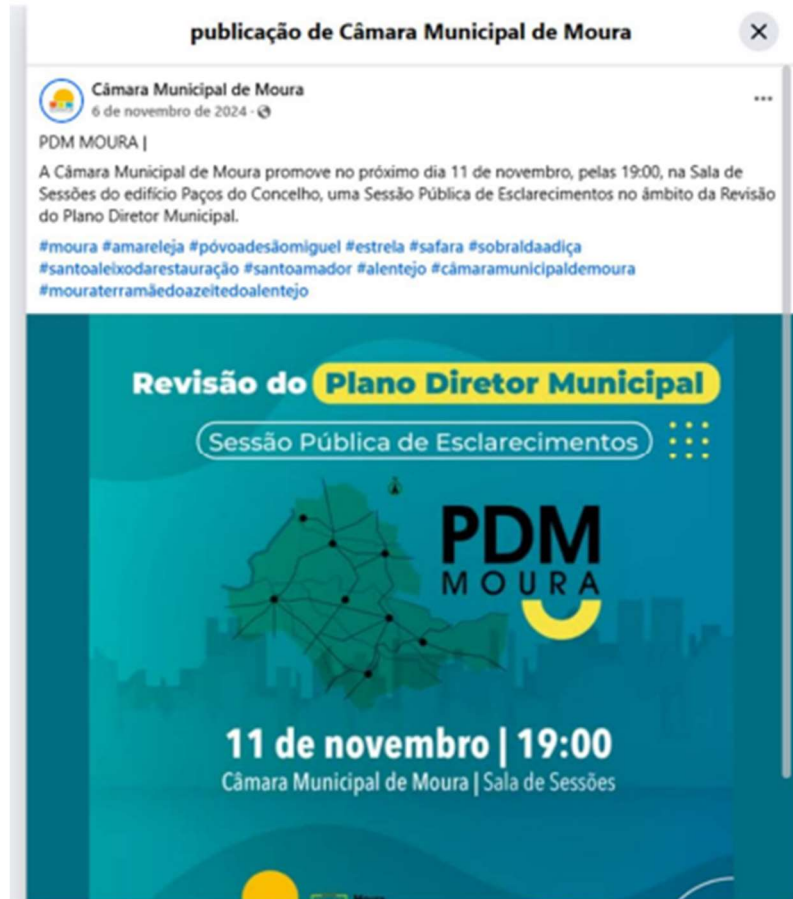 publicação de Câmara Municipal de Moura
Câmara Municipal de Moura
6 de novembro de 2024 ·
PDM MOURA |
A Câmara Municipal de Moura promove no próximo dia 11 de novembro, pelas 19:00, na Sala de
Sessões do edifício Paços do Concelho, uma Sessão Pública de Esclarecimentos no âmbito da Revisão
do Plano Diretor Municipal.
#moura #amareleja #póvoadesãomiguel #estrela #safara #sobraldaadiça
#santoaleixodarestauração #santoamador #alentejo #câmaramunicipaldemoura
#mouraterramãedoazeitedoalentejo
Revisão do Plano Diretor Municipal
Sessão Pública de Esclarecimentos
PDM
MOURA
11 de novembro | 19:00
Câmara Municipal de Moura | Sala de Sessões